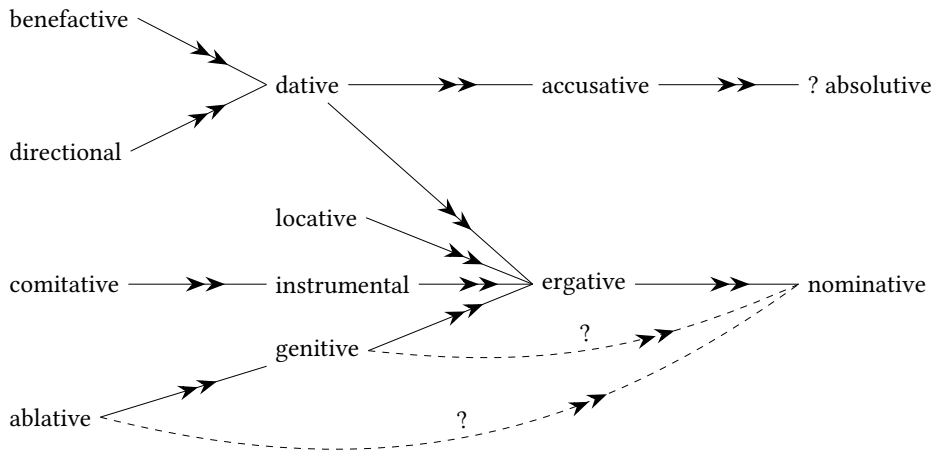 benefactive
dative accusative ? absolutive
directional
locative
comitative instrumental ergative nominative
?
genitive
ablative ?